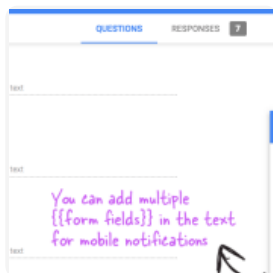 QUESTIONS RESPONSES 7
text
text
You can add multiple
{{form fields}} in the text
for mobile notifications
text